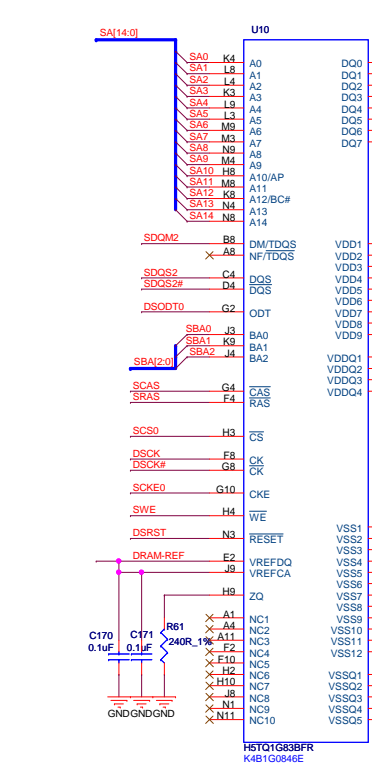 SA[14:0]
U10
SA0 K4 A0 DQ0
SA1 L8 A1 DQ1
SA2 L4 A2 DQ2
SA3 K3 A3 DQ3
SA4 L9 A4 DQ4
SA5 L3 A5 DQ5
SA6 M9 A6 DQ6
SA7 M3 A7 DQ7
SA8 N9 A8
SA9 M4 A9
SA10 H8 A10/AP
SA11 M8 A11
SA12 K8 A12/BC#
SA13 N4 A13
SA14 N8 A14
SDQM2 B8 DM/TDQS VDD1
A8 NF/TDQS VDD2
VDD3
SDQS2 C4 DQS VDD4
SDQS2# D4 DQS VDD5
VDD6
DSODT0 G2 ODT VDD7
VDD8
SBA0 J3 BA0 VDD9
SBA1 K9 BA1
SBA2 J4 BA2 VDDQ1
SBA[2:0] VDDQ2
VDDQ3
SCAS G4 CAS VDDQ4
SRAS F4 RAS
SCS0 H3 CS
DSCK F8 CK
DSCK# G8 CK
SCKE0 G10 CKE
SWE H4 WE
VSS1
DSRST N3 RESET VSS2
VSS3
DRAM-REF E2 VREFDQ VSS4
J9 VREFCA VSS5
VSS6
H9 ZQ VSS7
VSS8
A1 NC1 VSS9
A4 NC2 VSS10
A11 NC3 VSS11
F2 NC4 VSS12
F10 NC5
H2 NC6 VSSQ1
H10 NC7 VSSQ2
J8 NC8 VSSQ3
N1 NC9 VSSQ4
N11 NC10 VSSQ5
C170 C171 R61
0.1uF 0.1uF 240R_1%
GND GND GND
H5TQ1G83BFR
K4B1G0846E